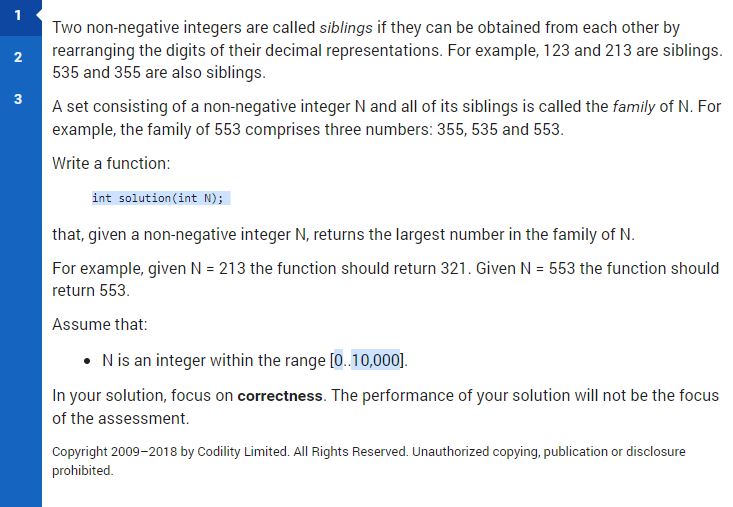 1
2
3
Two non-negative integers are called siblings if they can be obtained from each other by
rearranging the digits of their decimal representations. For example, 123 and 213 are siblings.
535 and 355 are also siblings.
A set consisting of a non-negative integer N and all of its siblings is called the family of N. For
example, the family of 553 comprises three numbers: 355, 535 and 553.
Write a function:
int solution(int N);
that, given a non-negative integer N, returns the largest number in the family of N.
For example, given N = 213 the function should return 321. Given N = 553 the function should
return 553.
Assume that:
• N is an integer within the range [0..10,000].
In your solution, focus on correctness. The performance of your solution will not be the focus
of the assessment.
Copyright 2009–2018 by Codility Limited. All Rights Reserved. Unauthorized copying, publication or disclosure
prohibited.